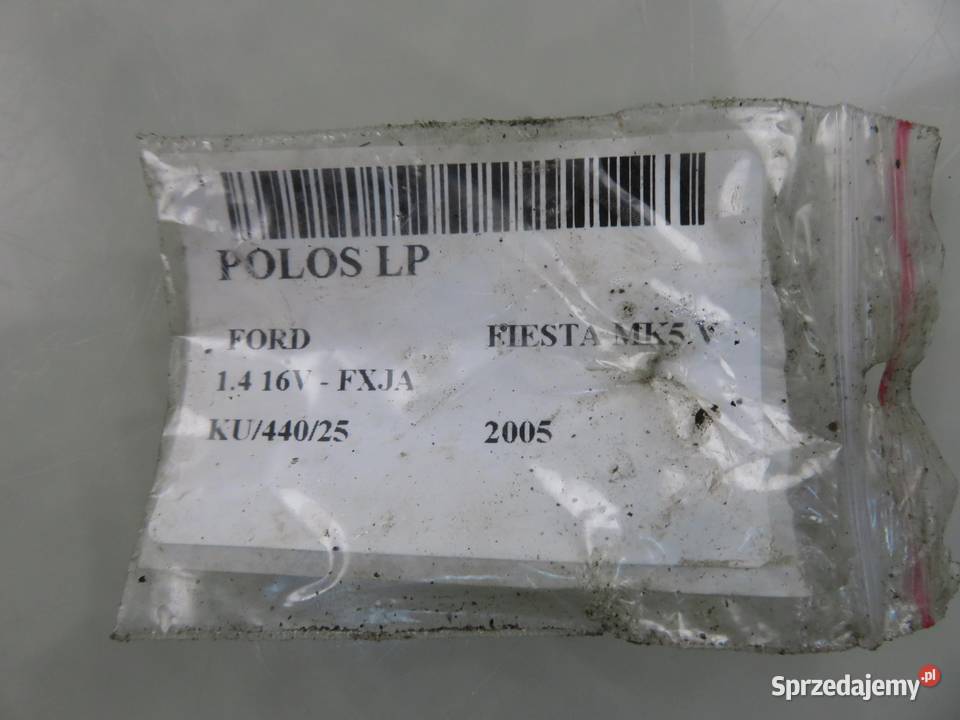 POLOS LP
FORD FIESTA MK5 V
1.4 16V - FXJA
KU/440/25 2005
Sprzedajemy.pl